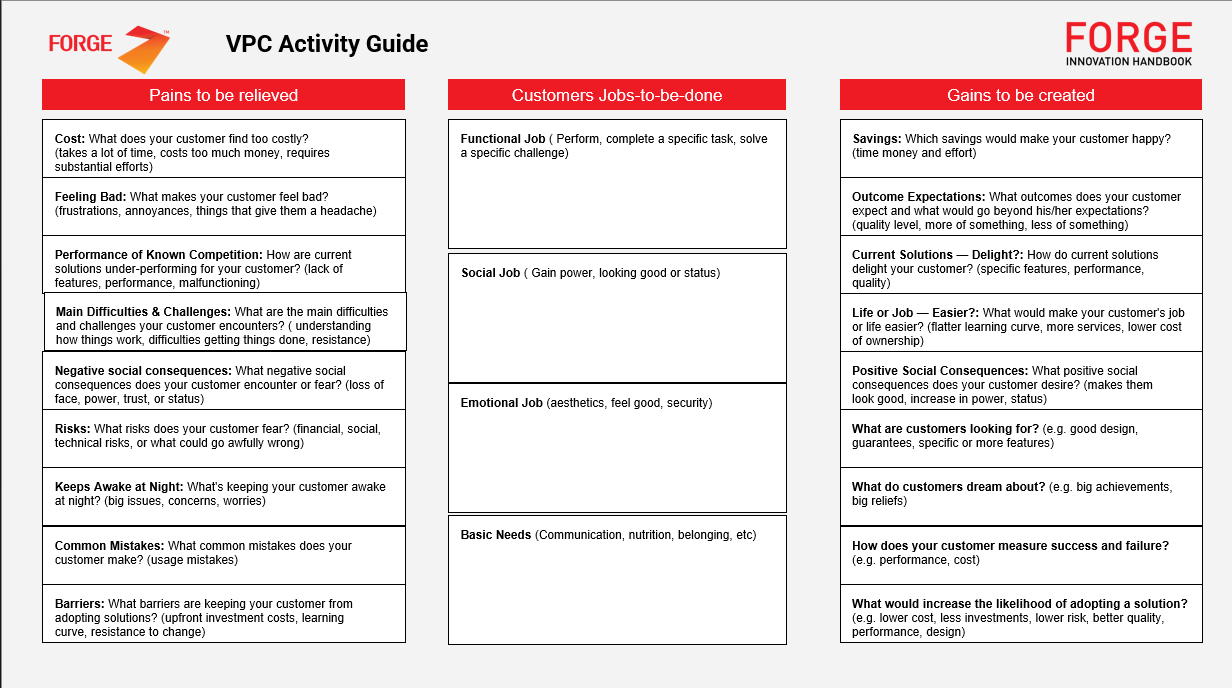 FORGE
™
VPC Activity Guide
FORGE
INNOVATION HANDBOOK
Pains to be relieved
Cost: What does your customer find too costly?
(takes a lot of time, costs too much money, requires
substantial efforts)
Feeling Bad: What makes your customer feel bad?
(frustrations, annoyances, things that give them a headache)
Performance of Known Competition: How are current
solutions under-performing for your customer? (lack of
features, performance, malfunctioning)
Main Difficulties & Challenges: What are the main difficulties
and challenges your customer encounters? ( understanding
how things work, difficulties getting things done, resistance)
Negative social consequences: What negative social
consequences does your customer encounter or fear? (loss of
face, power, trust, or status)
Risks: What risks does your customer fear? (financial, social,
technical risks, or what could go awfully wrong)
Keeps Awake at Night: What's keeping your customer awake
at night? (big issues, concerns, worries)
Common Mistakes: What common mistakes does your
customer make? (usage mistakes)
Barriers: What barriers are keeping your customer from
adopting solutions? (upfront investment costs, learning
curve, resistance to change)
Customers Jobs-to-be-done
Functional Job ( Perform, complete a specific task, solve
a specific challenge)
Social Job ( Gain power, looking good or status)
Emotional Job (aesthetics, feel good, security)
Basic Needs (Communication, nutrition, belonging, etc)
Gains to be created
Savings: Which savings would make your customer happy?
(time money and effort)
Outcome Expectations: What outcomes does your customer
expect and what would go beyond his/her expectations?
(quality level, more of something, less of something)
Current Solutions — Delight?: How do current solutions
delight your customer? (specific features, performance,
quality)
Life or Job — Easier?: What would make your customer's job
or life easier? (flatter learning curve, more services, lower cost
of ownership)
Positive Social Consequences: What positive social
consequences does your customer desire? (makes them
look good, increase in power, status)
What are customers looking for? (e.g. good design,
guarantees, specific or more features)
What do customers dream about? (e.g. big achievements,
big reliefs)
How does your customer measure success and failure?
(e.g. performance, cost)
What would increase the likelihood of adopting a solution?
(e.g. lower cost, less investments, lower risk, better quality,
performance, design)